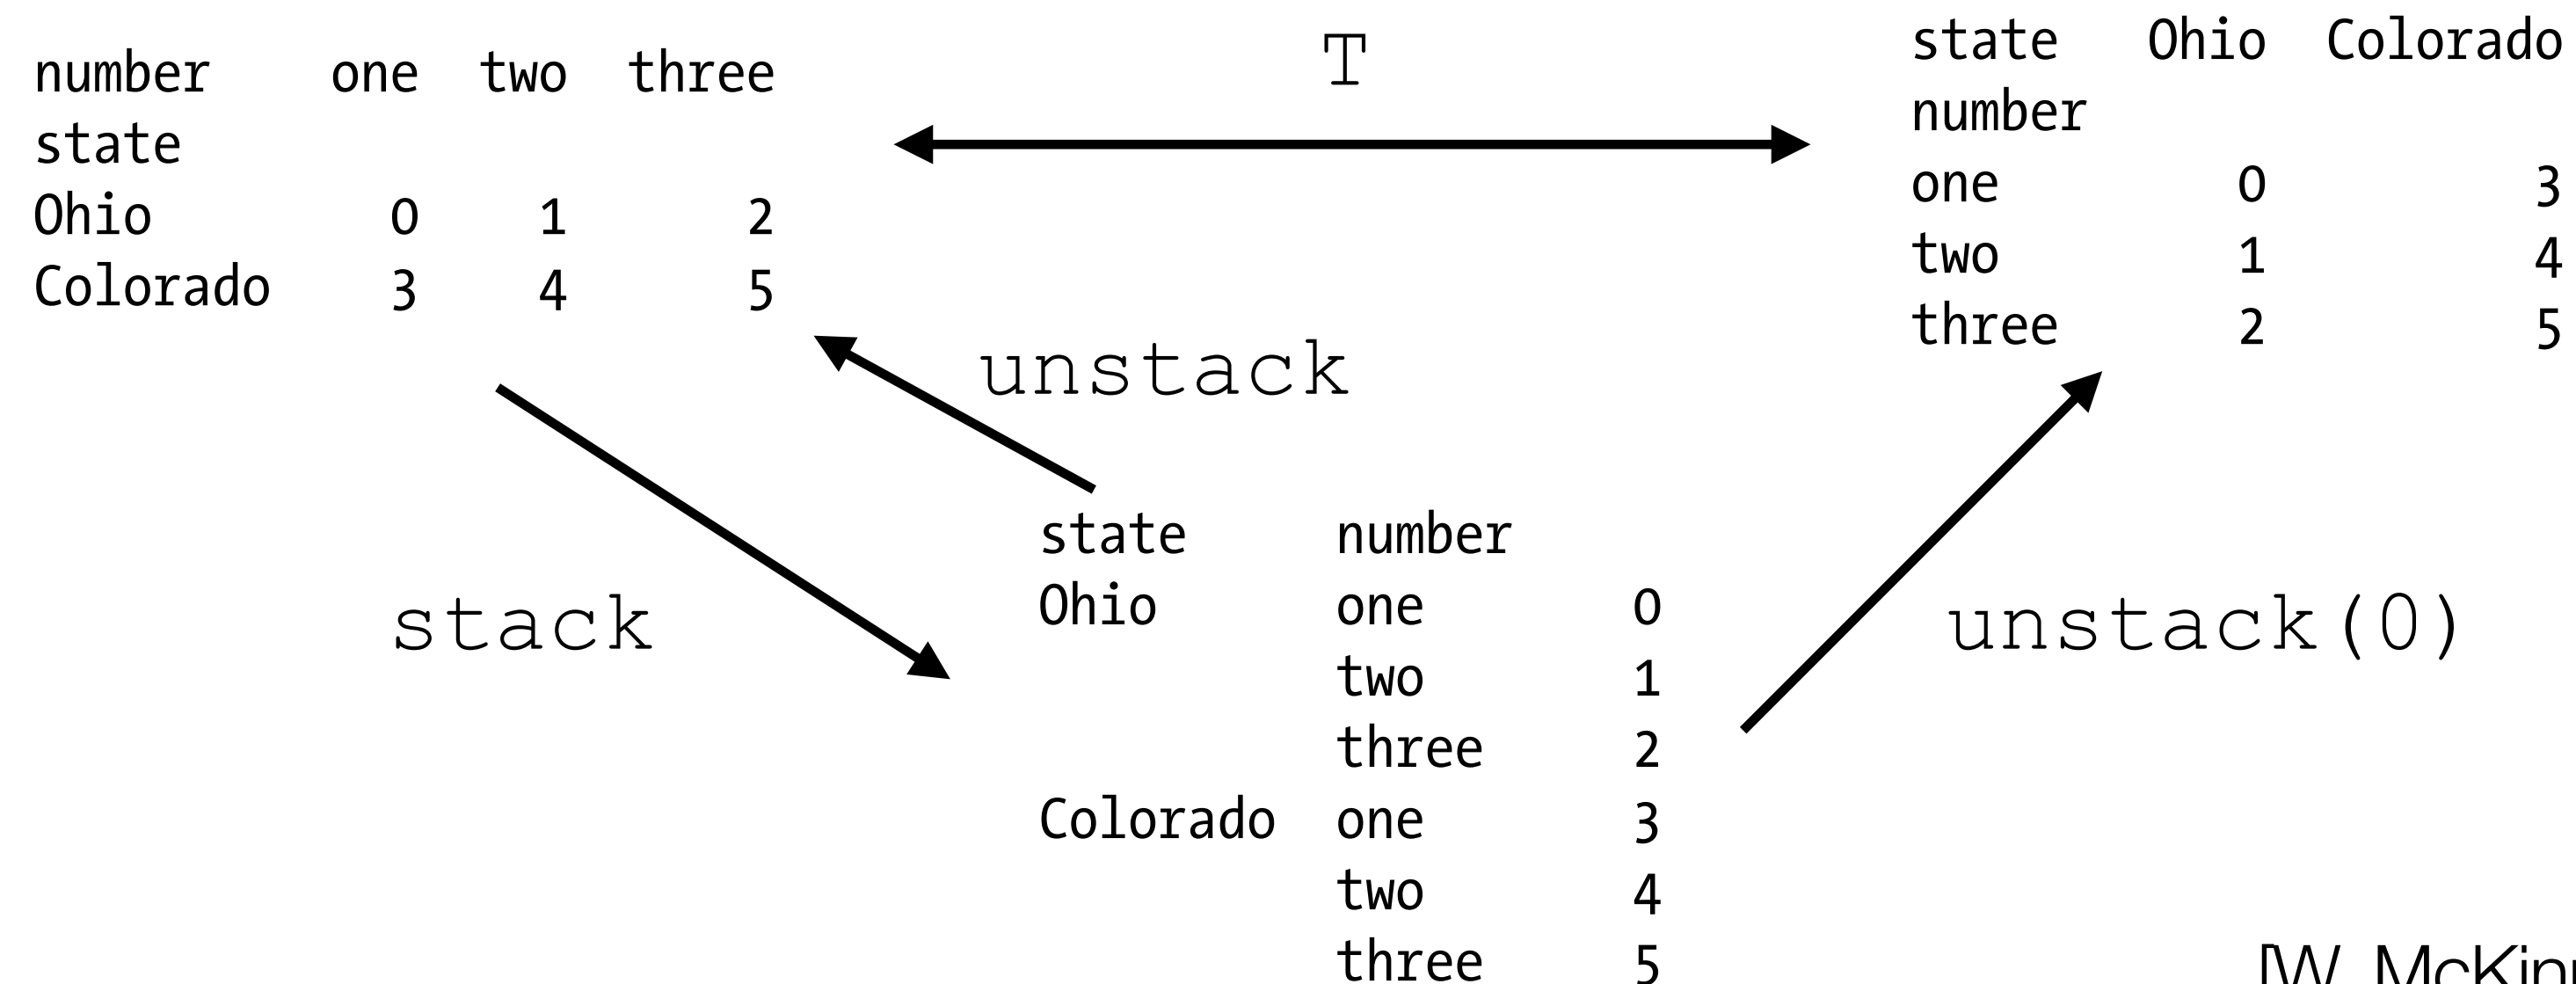 number one two three
state
Ohio 0 1 2
Colorado 3 4 5
T
state Ohio Colorado
number
one 0 3
two 1 4
three 2 5
unstack
stack
unstack(0)
state number
Ohio one 0
two 1
three 2
Colorado one 3
two 4
three 5
[W